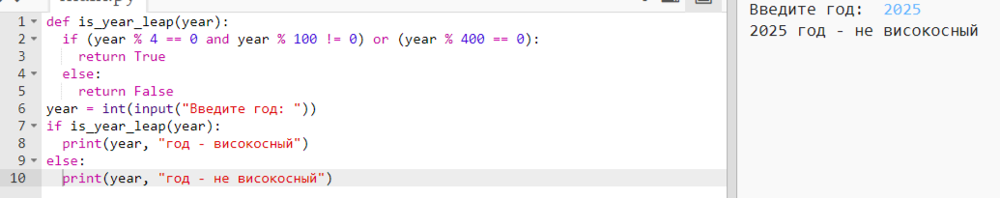 1 def is_year_leap(year):
2 if (year % 4 == 0 and year % 100 != 0) or (year % 400 == 0):
3 return True
4 else:
5 return False
6 year = int(input("Введите год: "))
7 if is_year_leap(year):
8 print(year, "год - високосный")
9 else:
10 print(year, "год - не високосный")
Введите год: 2025
2025 год - не високосный